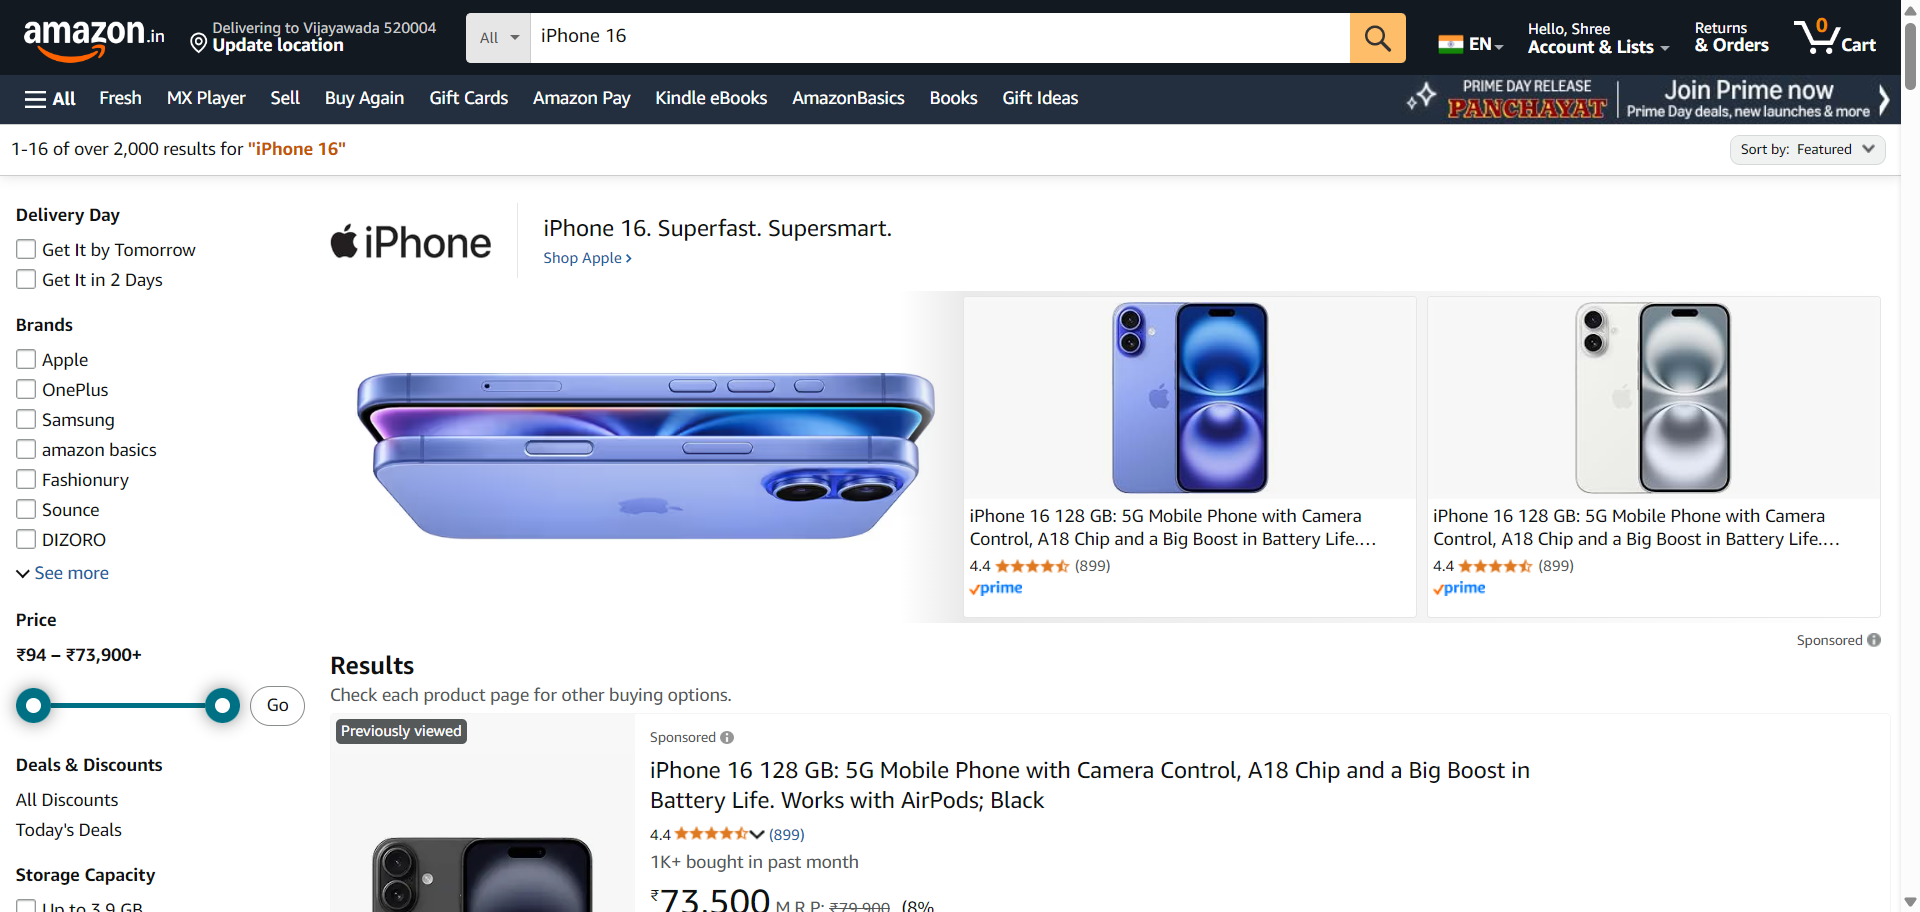 amazon.in
Delivering to Vijayawada 520004
Update location
All
iPhone 16
EN
Hello, Shree
Account & Lists
Returns
& Orders
0
Cart
All
Fresh
MX Player
Sell
Buy Again
Gift Cards
Amazon Pay
Kindle eBooks
AmazonBasics
Books
Gift Ideas
PRIME DAY RELEASE
PANCHAYAT
Join Prime now
Prime Day deals, new launches & more
1-16 of over 2,000 results for "iPhone 16"
Sort by: Featured
Delivery Day
Get It by Tomorrow
Get It in 2 Days
Brands
Apple
OnePlus
Samsung
amazon basics
Fashionury
Sounce
DIZORO
See more
Price
₹94 – ₹73,900+
Go
Deals & Discounts
All Discounts
Today's Deals
Storage Capacity
Up to 3.9 GB
iPhone
iPhone 16. Superfast. Supersmart.
Shop Apple ›
iPhone 16 128 GB: 5G Mobile Phone with Camera
Control, A18 Chip and a Big Boost in Battery Life.…
4.4 (899)
prime
iPhone 16 128 GB: 5G Mobile Phone with Camera
Control, A18 Chip and a Big Boost in Battery Life.…
4.4 (899)
prime
Sponsored
Results
Check each product page for other buying options.
Previously viewed
Sponsored
iPhone 16 128 GB: 5G Mobile Phone with Camera Control, A18 Chip and a Big Boost in
Battery Life. Works with AirPods; Black
4.4 (899)
1K+ bought in past month
₹73,500 M.R.P: ₹79,900 (8%